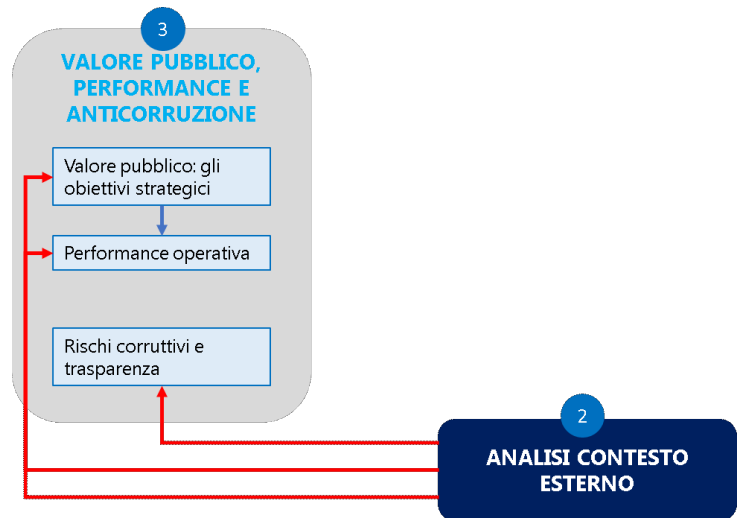 3
VALORE PUBBLICO,
PERFORMANCE E
ANTICORRUZIONE
Valore pubblico: gli
obiettivi strategici
Performance operativa
Rischi corruttivi e
trasparenza
2
ANALISI CONTESTO
ESTERNO